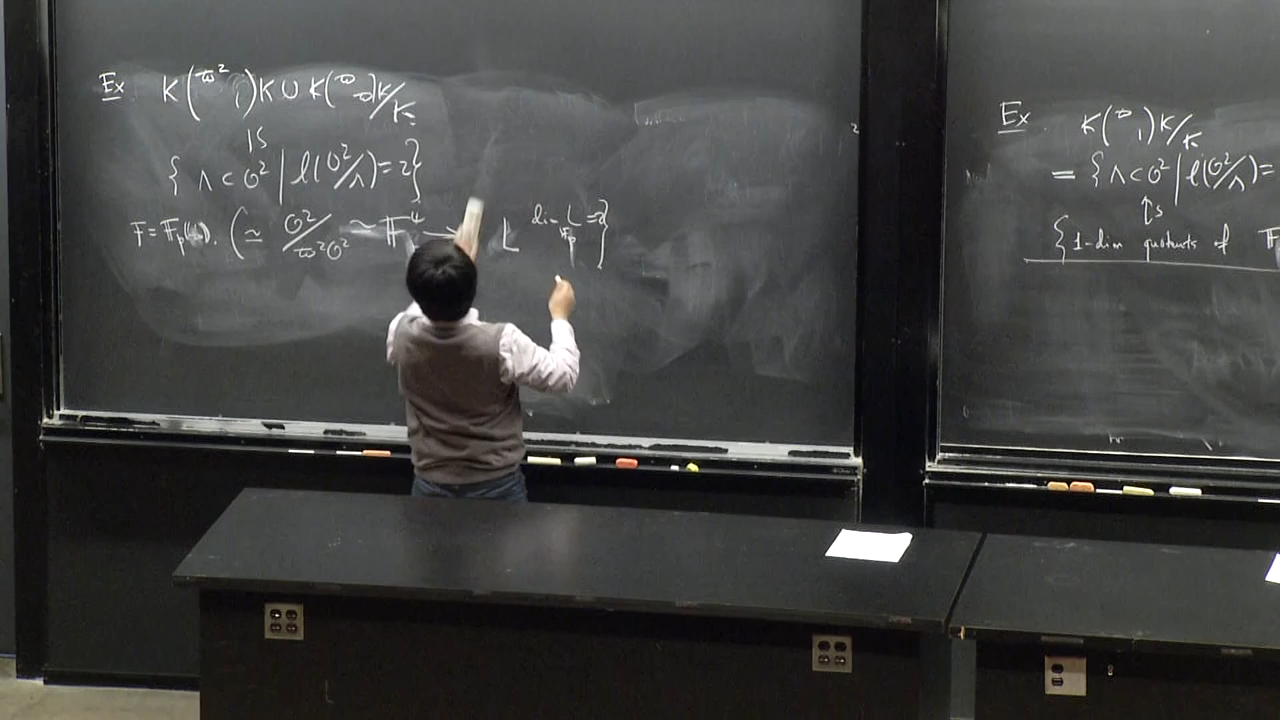 Ex K(ϖ² 1)K ∪ K(ϖ ϖ)K/K
IS
{ Λ ⊂ O² | l(O²/Λ) = 2 }
F = F_p((t)). ( ≃ O²/ϖ²O² ≃ F⁴ → L dim_{F_p} L = 2 }
Ex K(ϖ 1)K/K
= { Λ ⊂ O² | l(O²/Λ) =
↕ s
{ 1-dim quotients of F